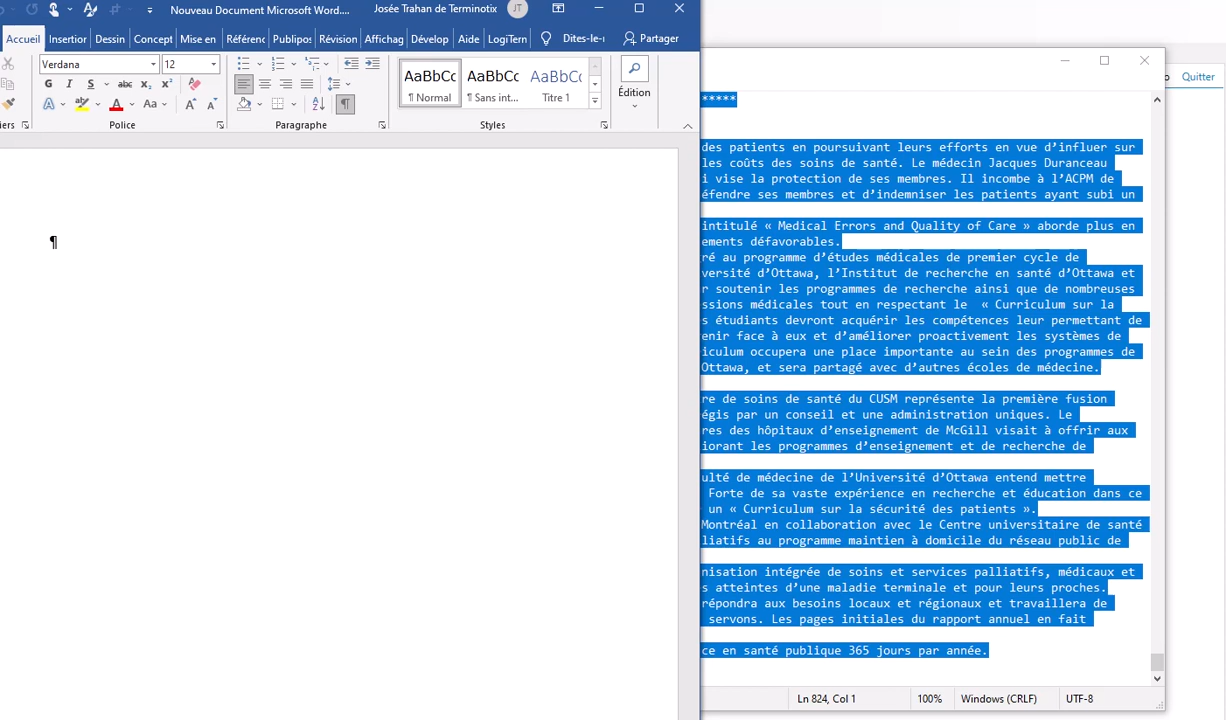 Nouveau Document Microsoft Word....
Josée Trahan de Terminotix
JT
Accueil
Insertion
Dessin
Concept
Mise en
Référenc
Publipos
Révision
Affichag
Dévelop
Aide
LogiTern
Dites-le-
Partager
Verdana
12
G
I
S
abc
x₂
x²
A
ab
A
Aa
A
A
AaBbCc
AaBbCc
AaBbCc
¶ Normal
¶ Sans int...
Titre 1
Édition
iers
Police
Paragraphe
Styles
¶
o
Quitter
*****
des patients en poursuivant leurs efforts en vue d’influer sur
les coûts des soins de santé. Le médecin Jacques Duranceau
i vise la protection de ses membres. Il incombe à l’ACPM de
éfendre ses membres et d’indemniser les patients ayant subi un
intitulé « Medical Errors and Quality of Care » aborde plus en
ements défavorables.
ré au programme d’études médicales de premier cycle de
versité d’Ottawa, l’Institut de recherche en santé d’Ottawa et
r soutenir les programmes de recherche ainsi que de nombreuses
ssions médicales tout en respectant le  « Curriculum sur la
s étudiants devront acquérir les compétences leur permettant de
enir face à eux et d’améliorer proactivement les systèmes de
iculum occupera une place importante au sein des programmes de
Ottawa, et sera partagé avec d’autres écoles de médecine.
re de soins de santé du CUSM représente la première fusion
égis par un conseil et une administration uniques. Le
res des hôpitaux d’enseignement de McGill visait à offrir aux
iorant les programmes d’enseignement et de recherche de
ulté de médecine de l’Université d’Ottawa entend mettre
Forte de sa vaste expérience en recherche et éducation dans ce
un « Curriculum sur la sécurité des patients ».
Montréal en collaboration avec le Centre universitaire de santé
liatifs au programme maintien à domicile du réseau public de
nisation intégrée de soins et services palliatifs, médicaux et
s atteintes d’une maladie terminale et pour leurs proches.
répondra aux besoins locaux et régionaux et travaillera de
servons. Les pages initiales du rapport annuel en fait
ce en santé publique 365 jours par année.
Ln 824, Col 1
100%
Windows (CRLF)
UTF-8